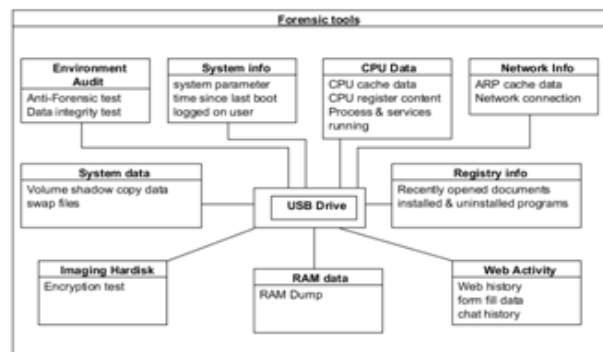 Forensic tools
Environment
Audit
Anti-Forensic test
Data integrity test
System info
system parameter
time since last boot
logged on user
CPU Data
CPU cache data
CPU register content
Process & services
running
Network Info
ARP cache data
Network connection
System data
Volume shadow copy data
swap files
USB Drive
Registry info
Recently opened documents
installed & uninstalled programs
Imaging Hardisk
Encryption test
RAM data
RAM Dump
Web Activity
Web history
form fill data
chat history